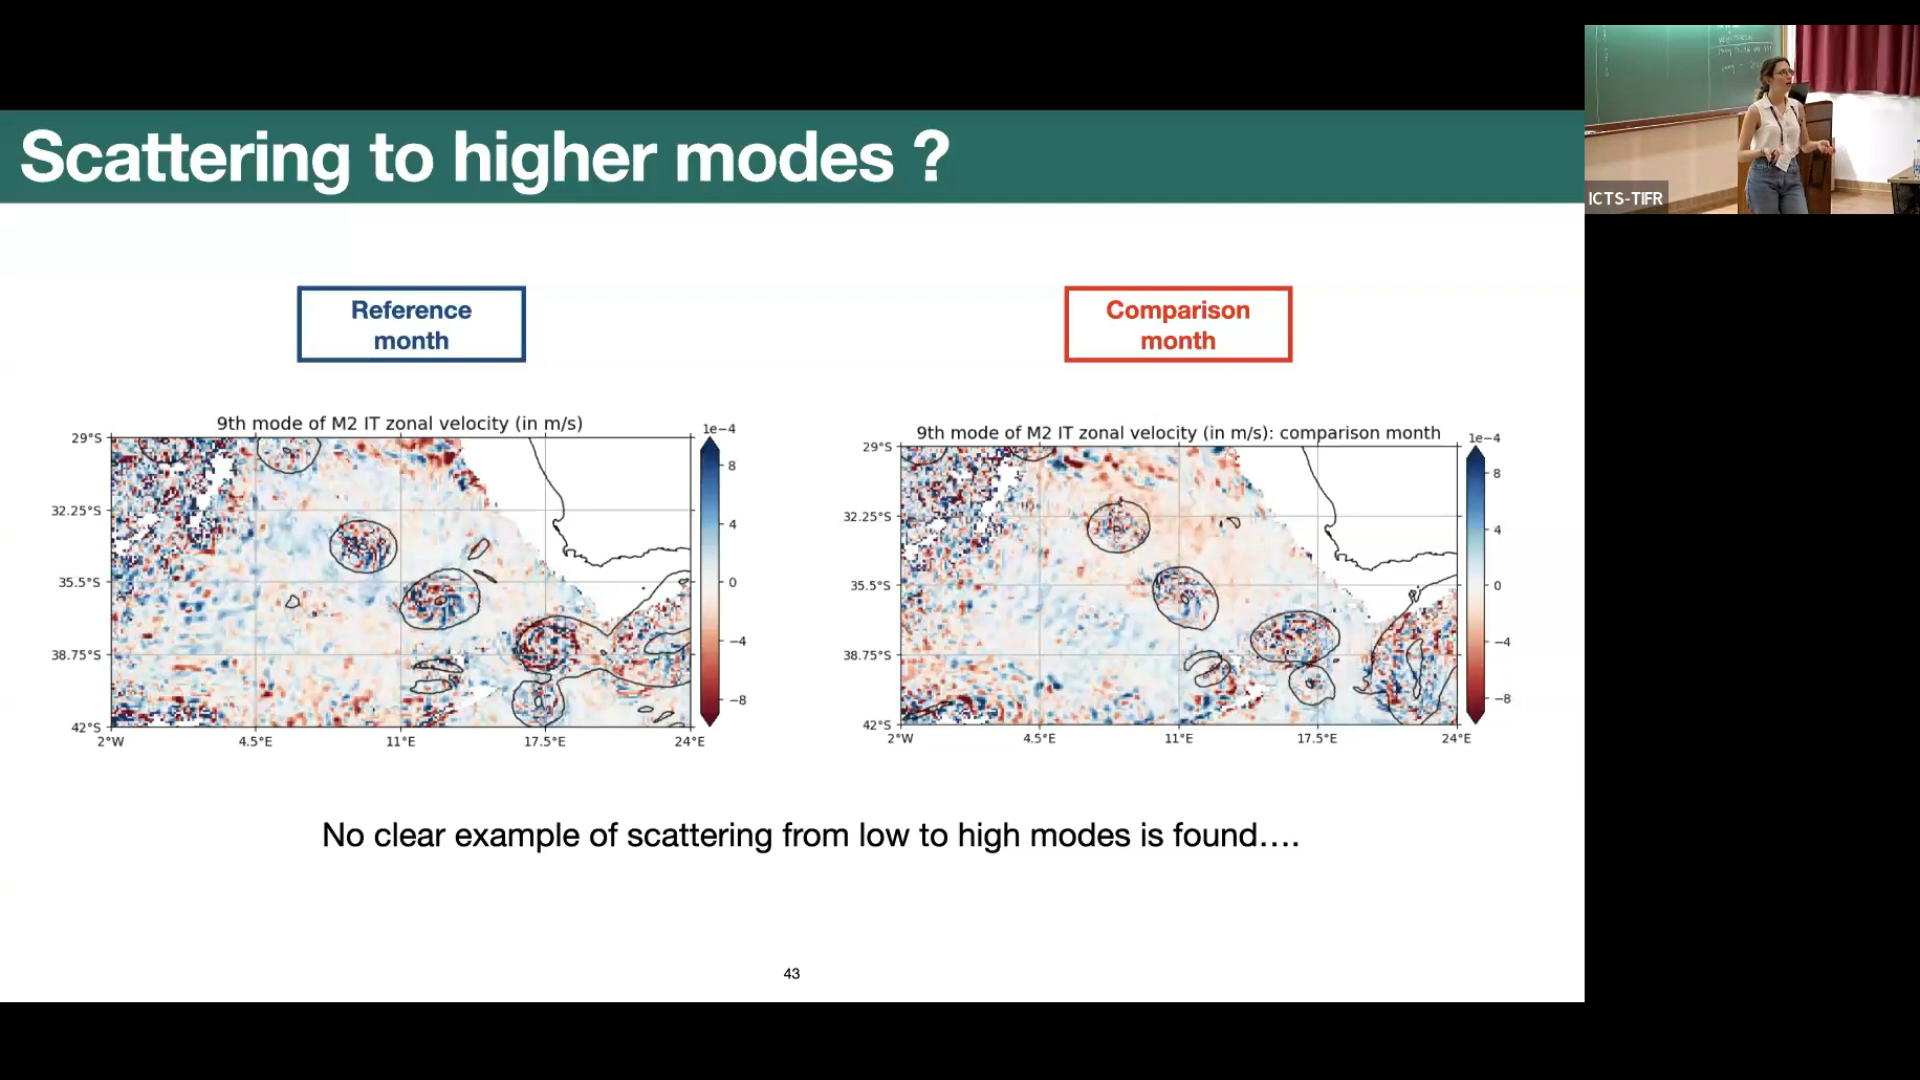 Scattering to higher modes ?
ICTS-TIFR
Reference
month
Comparison
month
9th mode of M2 IT zonal velocity (in m/s)
1e−4
29°S
32.25°S
35.5°S
38.75°S
42°S
2°W
4.5°E
11°E
17.5°E
24°E
8
4
0
−4
−8
9th mode of M2 IT zonal velocity (in m/s): comparison month
1e−4
29°S
32.25°S
35.5°S
38.75°S
42°S
2°W
4.5°E
11°E
17.5°E
24°E
8
4
0
−4
−8
No clear example of scattering from low to high modes is found....
43